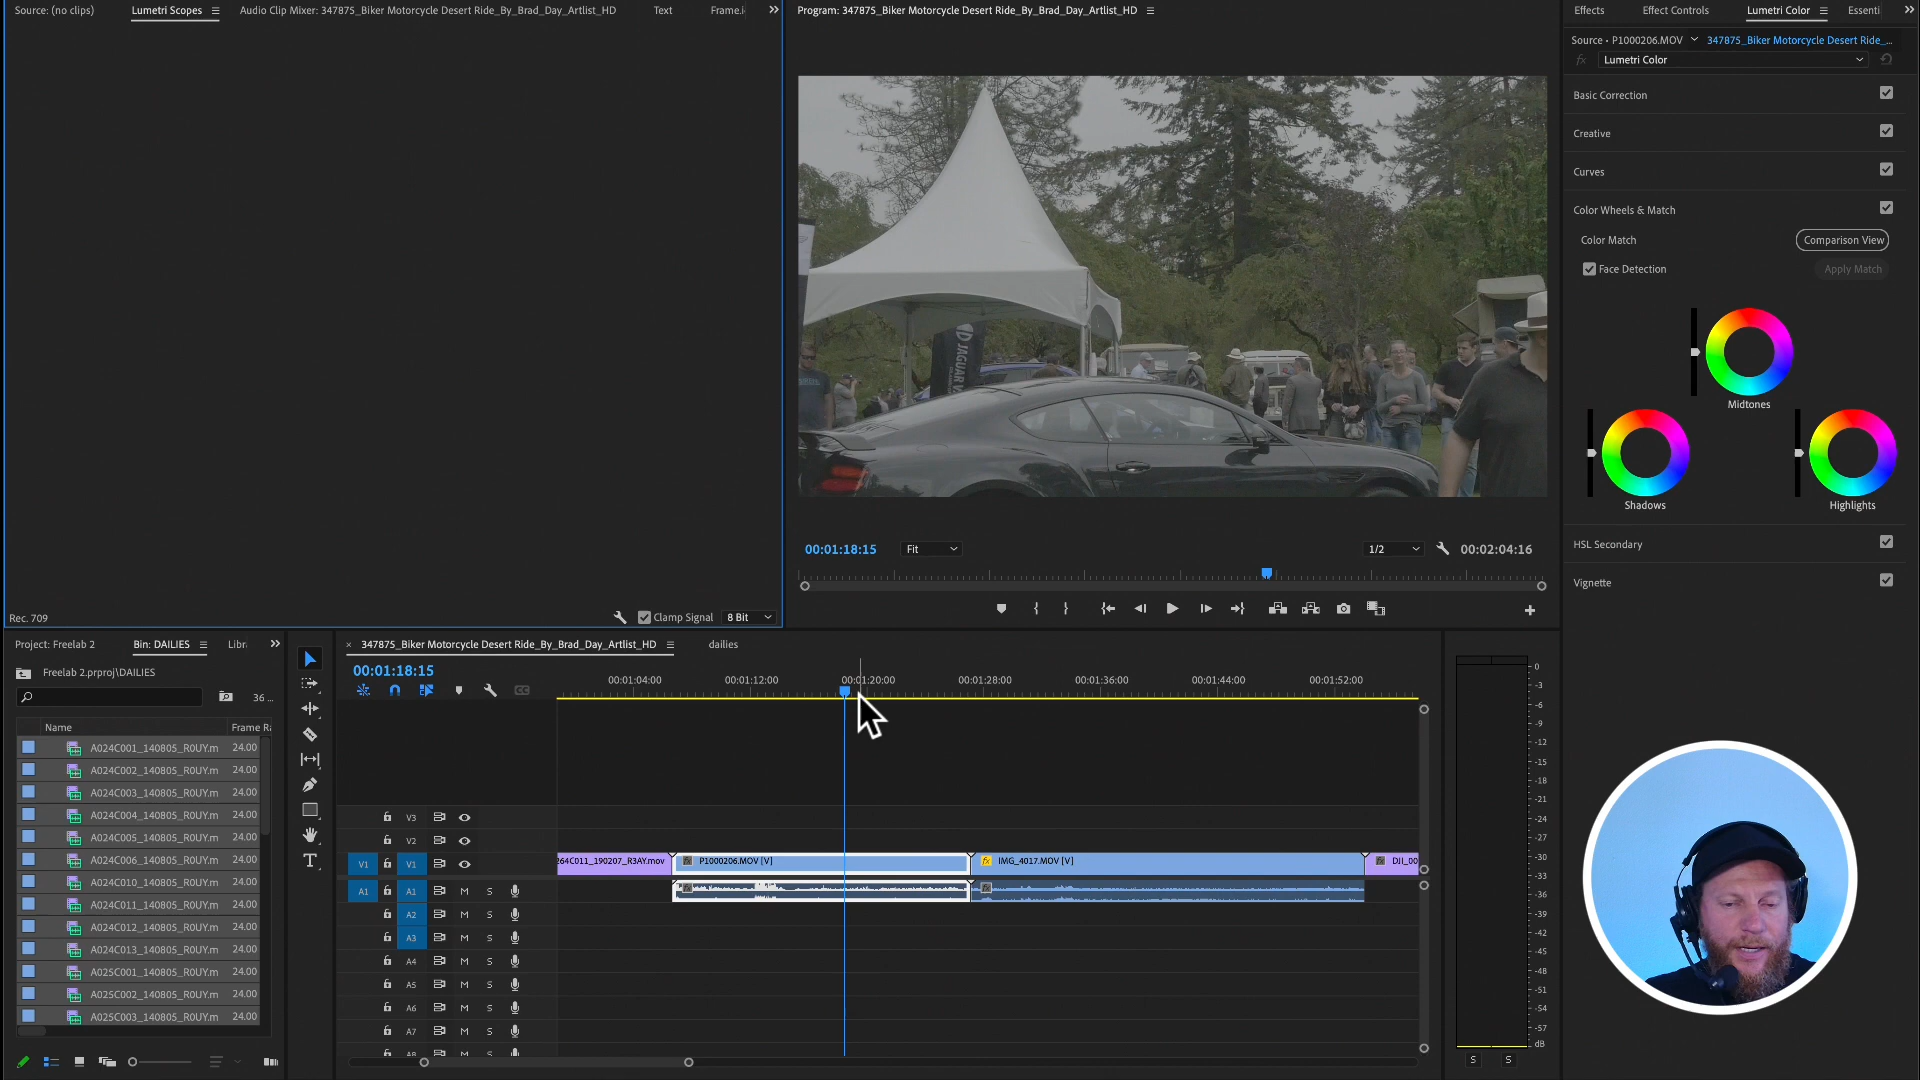 Source: (no clips)
Lumetri Scopes
Audio Clip Mixer: 347875_Biker Motorcycle Desert Ride_By_Brad_Day_Artlist_HD
Text
Frame.i
Program: 347875_Biker Motorcycle Desert Ride_By_Brad_Day_Artlist_HD
Effects
Effect Controls
Lumetri Color
Essenti
Source • P1000206.MOV
347875_Biker Motorcycle Desert Ride_...
fx
Lumetri Color
Basic Correction
Creative
Curves
Color Wheels & Match
Color Match
Comparison View
Face Detection
Apply Match
Midtones
Shadows
Highlights
HSL Secondary
Vignette
JAGUAR
Rec. 709
Clamp Signal
8 Bit
00:01:18:15
Fit
1/2
00:02:04:16
Project: Freelab 2
Bin: DAILIES
Libr
Freelab 2.prproj\DAILIES
36 ...
Name
Frame Ra
A024C001_140805_R0UY.m 24.00
A024C002_140805_R0UY.m 24.00
A024C003_140805_R0UY.m 24.00
A024C004_140805_R0UY.m 24.00
A024C005_140805_R0UY.m 24.00
A024C006_140805_R0UY.m 24.00
A024C010_140805_R0UY.m 24.00
A024C011_140805_R0UY.m 24.00
A024C012_140805_R0UY.m 24.00
A024C013_140805_R0UY.m 24.00
A025C001_140805_R0UY.m 24.00
A025C002_140805_R0UY.m 24.00
A025C003_140805_R0UY.m 24.00
347875_Biker Motorcycle Desert Ride_By_Brad_Day_Artlist_HD
dailies
00:01:18:15
00:01:04:00
00:01:12:00
00:01:20:00
00:01:28:00
00:01:36:00
00:01:44:00
00:01:52:00
V3
V2
V1 V1
264C011_190207_R3AY.mov
fx P1000206.MOV [V]
fx IMG_4017.MOV [V]
fx DJI_00
A1 A1 M S
A2 M S
A3 M S
A4 M S
A5 M S
A6 M S
A7 M S
A8 M S
0
-3
-6
-9
-12
-15
-18
-21
-24
-27
-30
-33
-36
-39
-42
-45
-48
-51
-54
-57
dB
S S